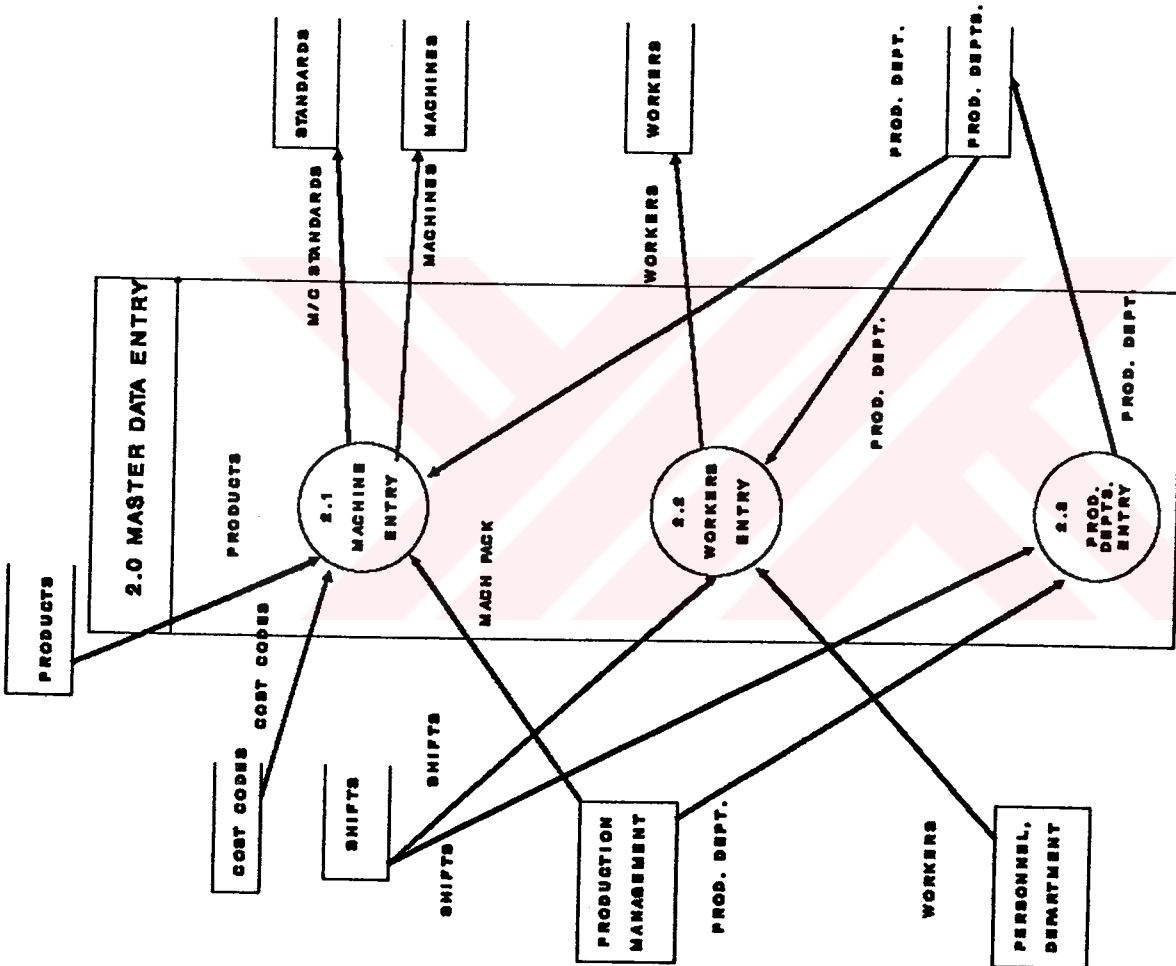 2.0 MASTER DATA ENTRY
PRODUCTS
PRODUCTS
COST CODES
COST CODES
SHIFTS
SHIFTS
SHIFTS
PRODUCTION
MANAGEMENT
MACH PACK
PROD. DEPT.
PERSONNEL,
DEPARTMENT
WORKERS
2.1
MACHINE
ENTRY
2.2
WORKERS
ENTRY
2.3
PROD.
DEPTS.
ENTRY
M/C STANDARDS
STANDARDS
MACHINES
MACHINES
WORKERS
WORKERS
PROD. DEPT.
PROD. DEPTS.
PROD. DEPT.
PROD. DEPT.